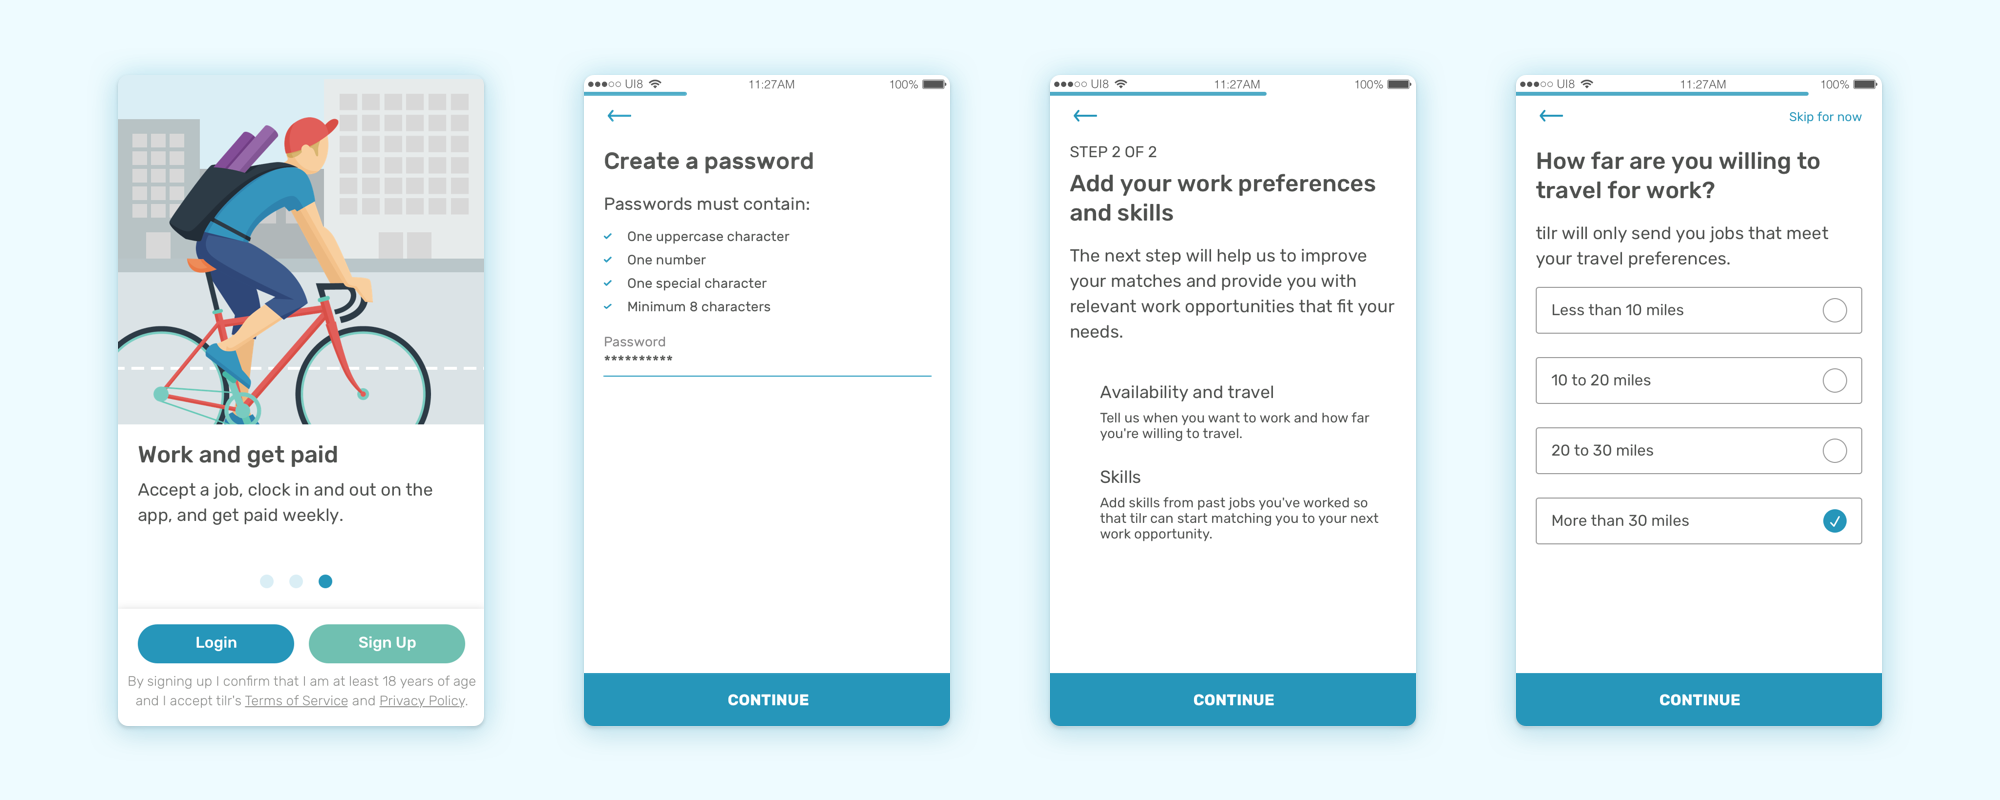 Work and get paid
Accept a job, clock in and out on the
app, and get paid weekly.
Login
Sign Up
By signing up I confirm that I am at least 18 years of age
and I accept tilr's Terms of Service and Privacy Policy.
UI8
11:27AM
100%
Create a password
Passwords must contain:
One uppercase character
One number
One special character
Minimum 8 characters
Password
**********
CONTINUE
UI8
11:27AM
100%
STEP 2 OF 2
Add your work preferences
and skills
The next step will help us to improve
your matches and provide you with
relevant work opportunities that fit your
needs.
Availability and travel
Tell us when you want to work and how far
you're willing to travel.
Skills
Add skills from past jobs you've worked so
that tilr can start matching you to your next
work opportunity.
CONTINUE
UI8
11:27AM
100%
Skip for now
How far are you willing to
travel for work?
tilr will only send you jobs that meet
your travel preferences.
Less than 10 miles
10 to 20 miles
20 to 30 miles
More than 30 miles
CONTINUE